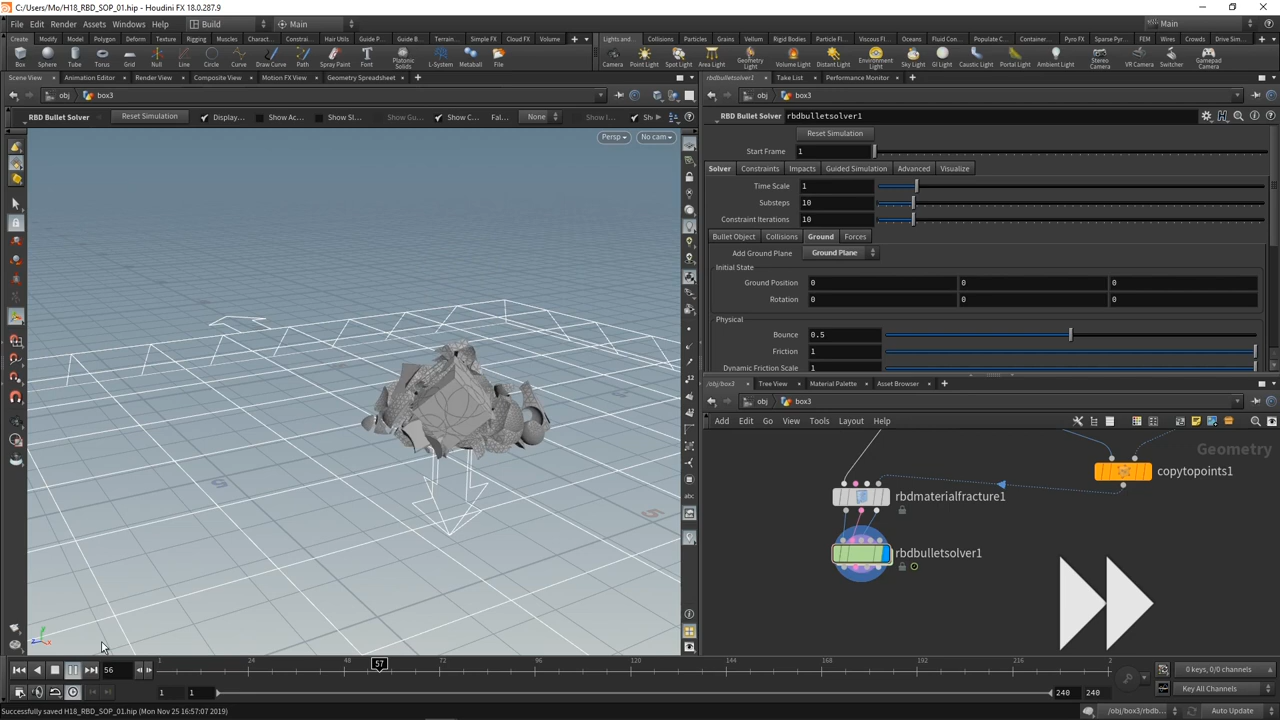 C:/Users/Mo/H18_RBD_SOP_01.hip - Houdini FX 18.0.287.9
File Edit Render Assets Windows Help Build Main Main
Create Modify Model Polygon Deform Texture Rigging Muscles Charact... Constrai... Hair Utils Guide P... Guide B... Terrain... Simple FX Cloud FX Volume
Lights and... Collisions Particles Grains Vellum Rigid Bodies Particle Fl... Viscous Fl... Oceans Fluid Con... Populate C... Container... Pyro FX Sparse Pyr... FEM Wires Crowds Drive Sim...
Box Sphere Tube Torus Grid Null Line Circle Curve Draw Curve Path Spray Paint Font Platonic Solids L-System Metaball File
Camera Point Light Spot Light Area Light Geometry Light Volume Light Distant Light Environment Light Sky Light GI Light Caustic Light Portal Light Ambient Light Stereo Camera VR Camera Switcher Gamepad Camera
Scene View Animation Editor Render View Composite View Motion FX View Geometry Spreadsheet
rbdbulletsolver1 Take List Performance Monitor
obj box3
obj box3
RBD Bullet Solver Reset Simulation Display... Show Ac... Show Sl... Show C... Fal... None Show I... Sh
RBD Bullet Solver rbdbulletsolver1
Persp No cam
Reset Simulation
Start Frame 1
Solver Constraints Impacts Guided Simulation Advanced Visualize
Time Scale 1
Substeps 10
Constraint Iterations 10
Bullet Object Collisions Ground Forces
Add Ground Plane Ground Plane
Initial State
Ground Position 0 0 0
Rotation 0 0 0
Physical
Bounce 0.5
Friction 1
Dynamic Friction Scale 1
/obj/box3 Tree View Material Palette Asset Browser
obj box3
Add Edit Go View Tools Layout Help
Geometry
copytopoints1
rbdmaterialfracture1
rbdbulletsolver1
56 1 24 48 57 72 96 120 144 168 192 216 2
0 keys, 0/0 channels
1 1 240 240 Key All Channels
Successfully saved H18_RBD_SOP_01.hip (Mon Nov 25 16:57:07 2019)
/obj/box3/rbdb... Auto Update